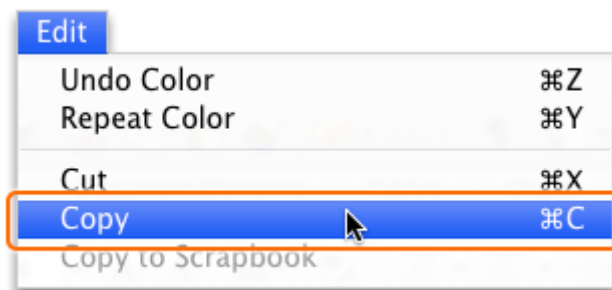 Edit
Undo Color ⌘Z
Repeat Color ⌘Y
Cut ⌘X
Copy ⌘C
Copy to Scrapbook